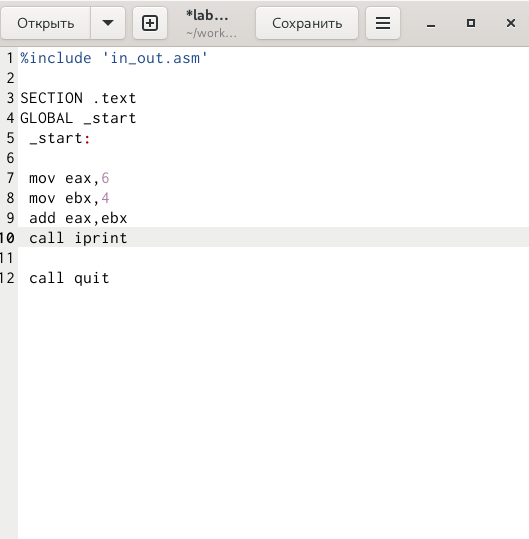 Открыть
*lab...
~/work...
Сохранить
1 %include 'in_out.asm'
2
3 SECTION .text
4 GLOBAL _start
5 _start:
6
7 mov eax,6
8 mov ebx,4
9 add eax,ebx
10 call iprint
11
12 call quit